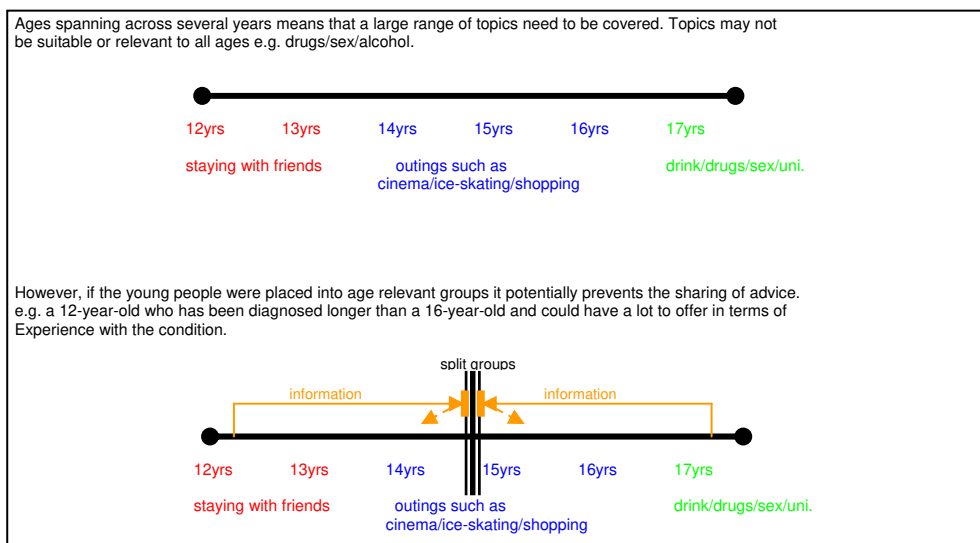 Ages spanning across several years means that a large range of topics need to be covered. Topics may not
be suitable or relevant to all ages e.g. drugs/sex/alcohol.
12yrs 13yrs 14yrs 15yrs 16yrs 17yrs
staying with friends outings such as drink/drugs/sex/uni.
cinema/ice-skating/shopping
However, if the young people were placed into age relevant groups it potentially prevents the sharing of advice.
e.g. a 12-year-old who has been diagnosed longer than a 16-year-old and could have a lot to offer in terms of
Experience with the condition.
split groups
information information
12yrs 13yrs 14yrs 15yrs 16yrs 17yrs
staying with friends outings such as drink/drugs/sex/uni.
cinema/ice-skating/shopping